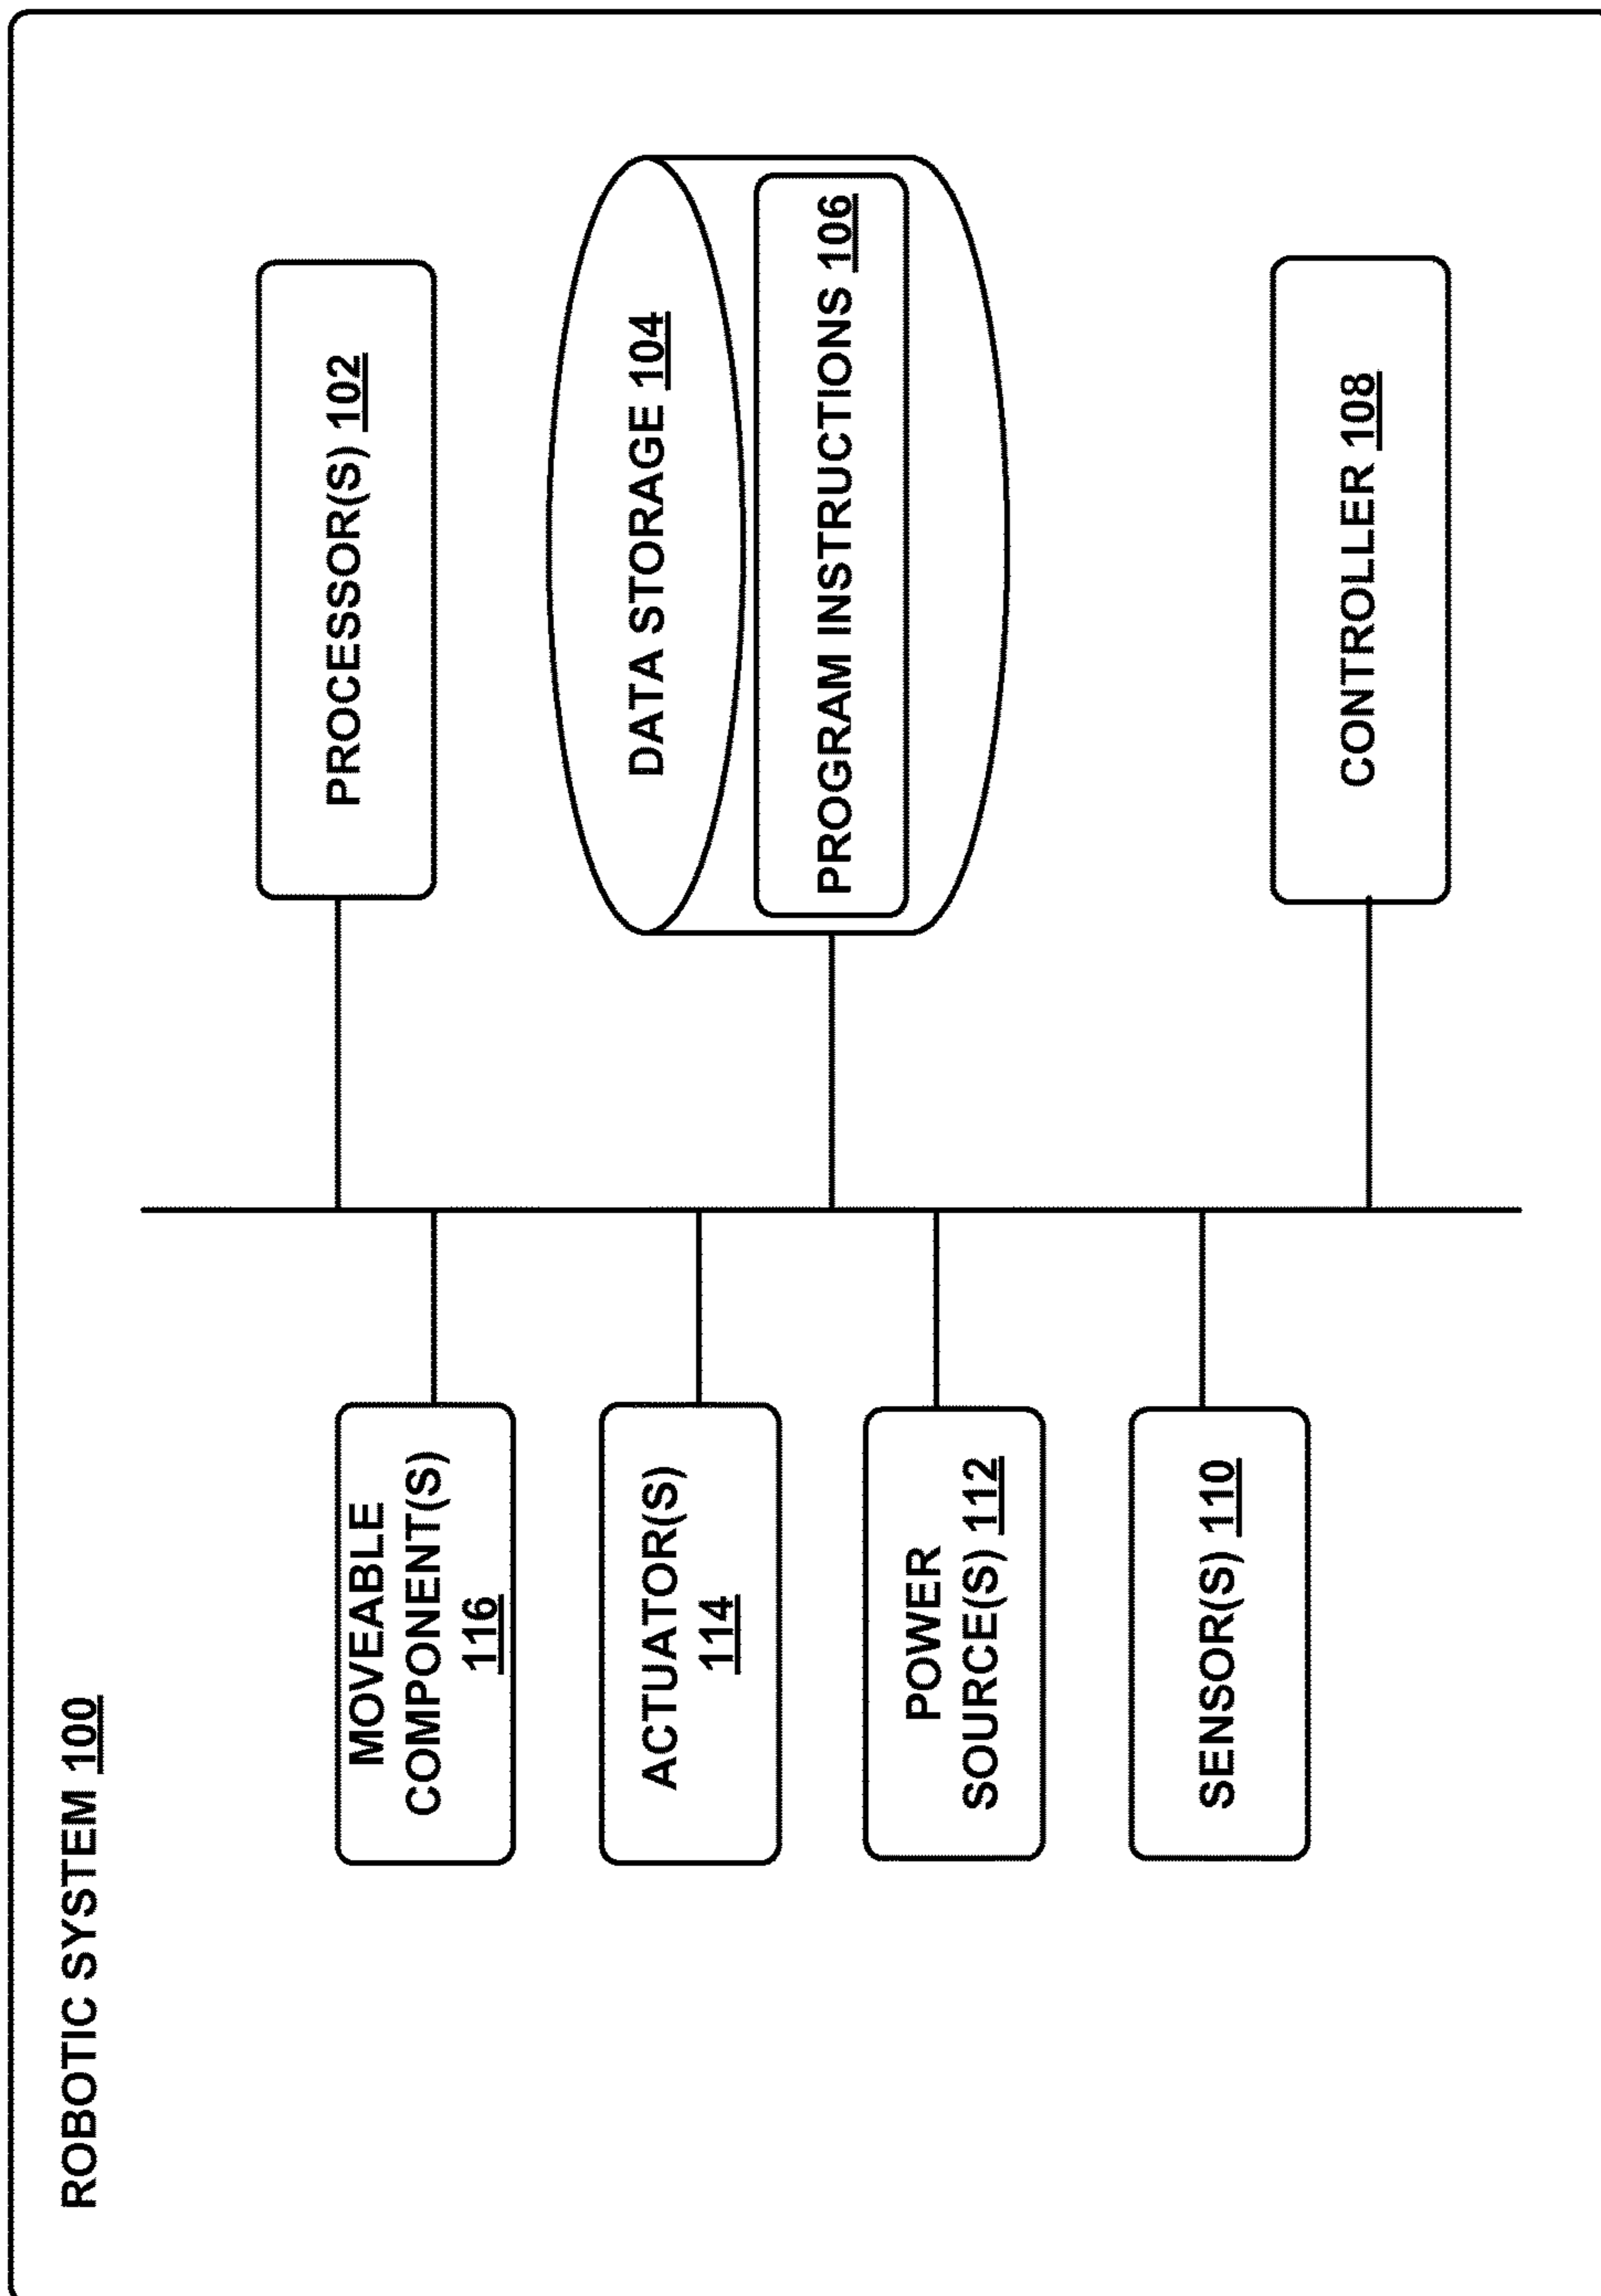 ROBOTIC SYSTEM 100
MOVEABLE
COMPONENT(S)
116
ACTUATOR(S)
114
POWER
SOURCE(S) 112
SENSOR(S) 110
PROCESSOR(S) 102
DATA STORAGE 104
PROGRAM INSTRUCTIONS 106
CONTROLLER 108